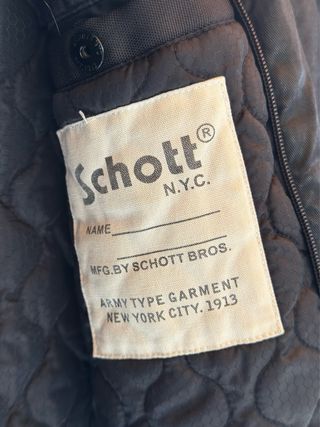 Schott®
N.Y.C.
NAME
MFG.BY SCHOTT BROS.
ARMY TYPE GARMENT
NEW YORK CITY. 1913